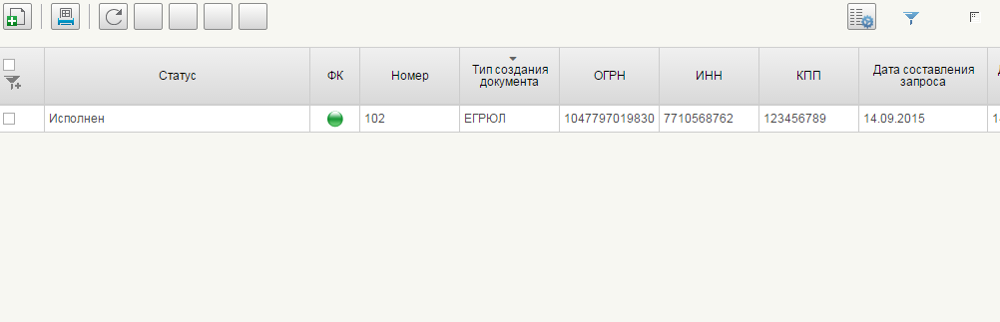 Статус ФК Номер Тип создания документа ОГРН ИНН КПП Дата составления запроса
Исполнен 102 ЕГРЮЛ 1047797019830 7710568762 123456789 14.09.2015